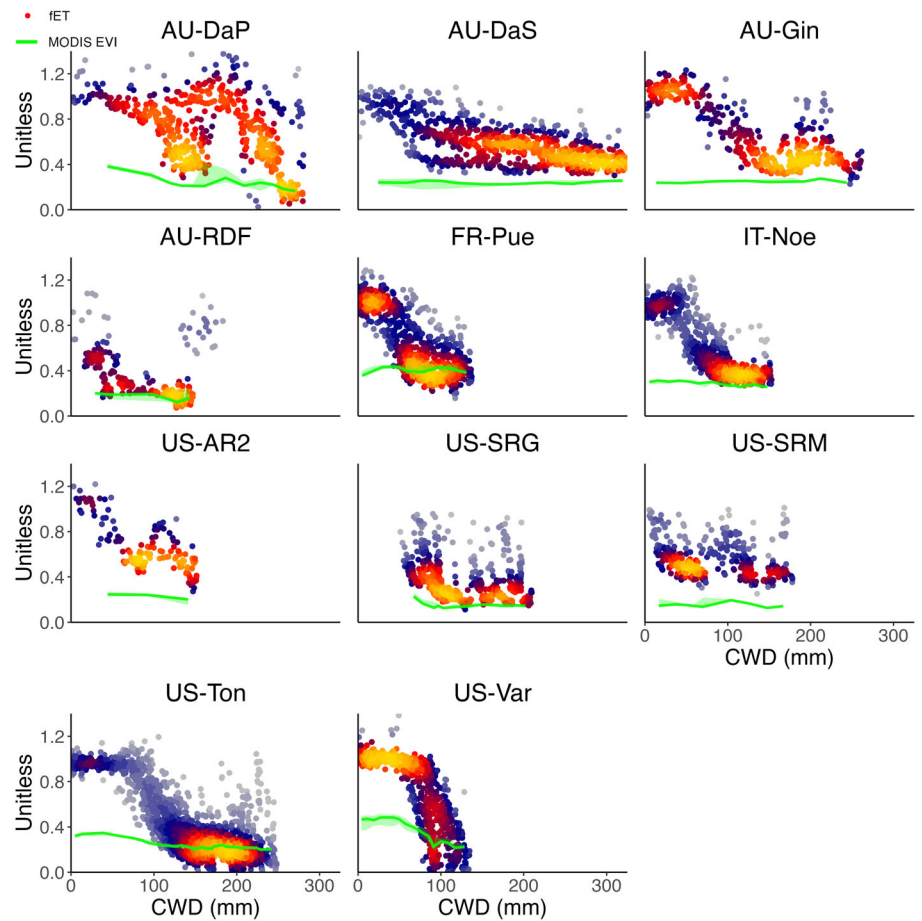 fET
MODIS EVI
AU-DaP AU-DaS AU-Gin
Unitless
1.2
0.8
0.4
0.0
AU-RDF FR-Pue IT-Noe
Unitless
1.2
0.8
0.4
0.0
US-AR2 US-SRG US-SRM
Unitless
1.2
0.8
0.4
0.0
0 100 200 300
CWD (mm)
US-Ton US-Var
Unitless
1.2
0.8
0.4
0.0
0 100 200 300 0 100 200 300
CWD (mm) CWD (mm)